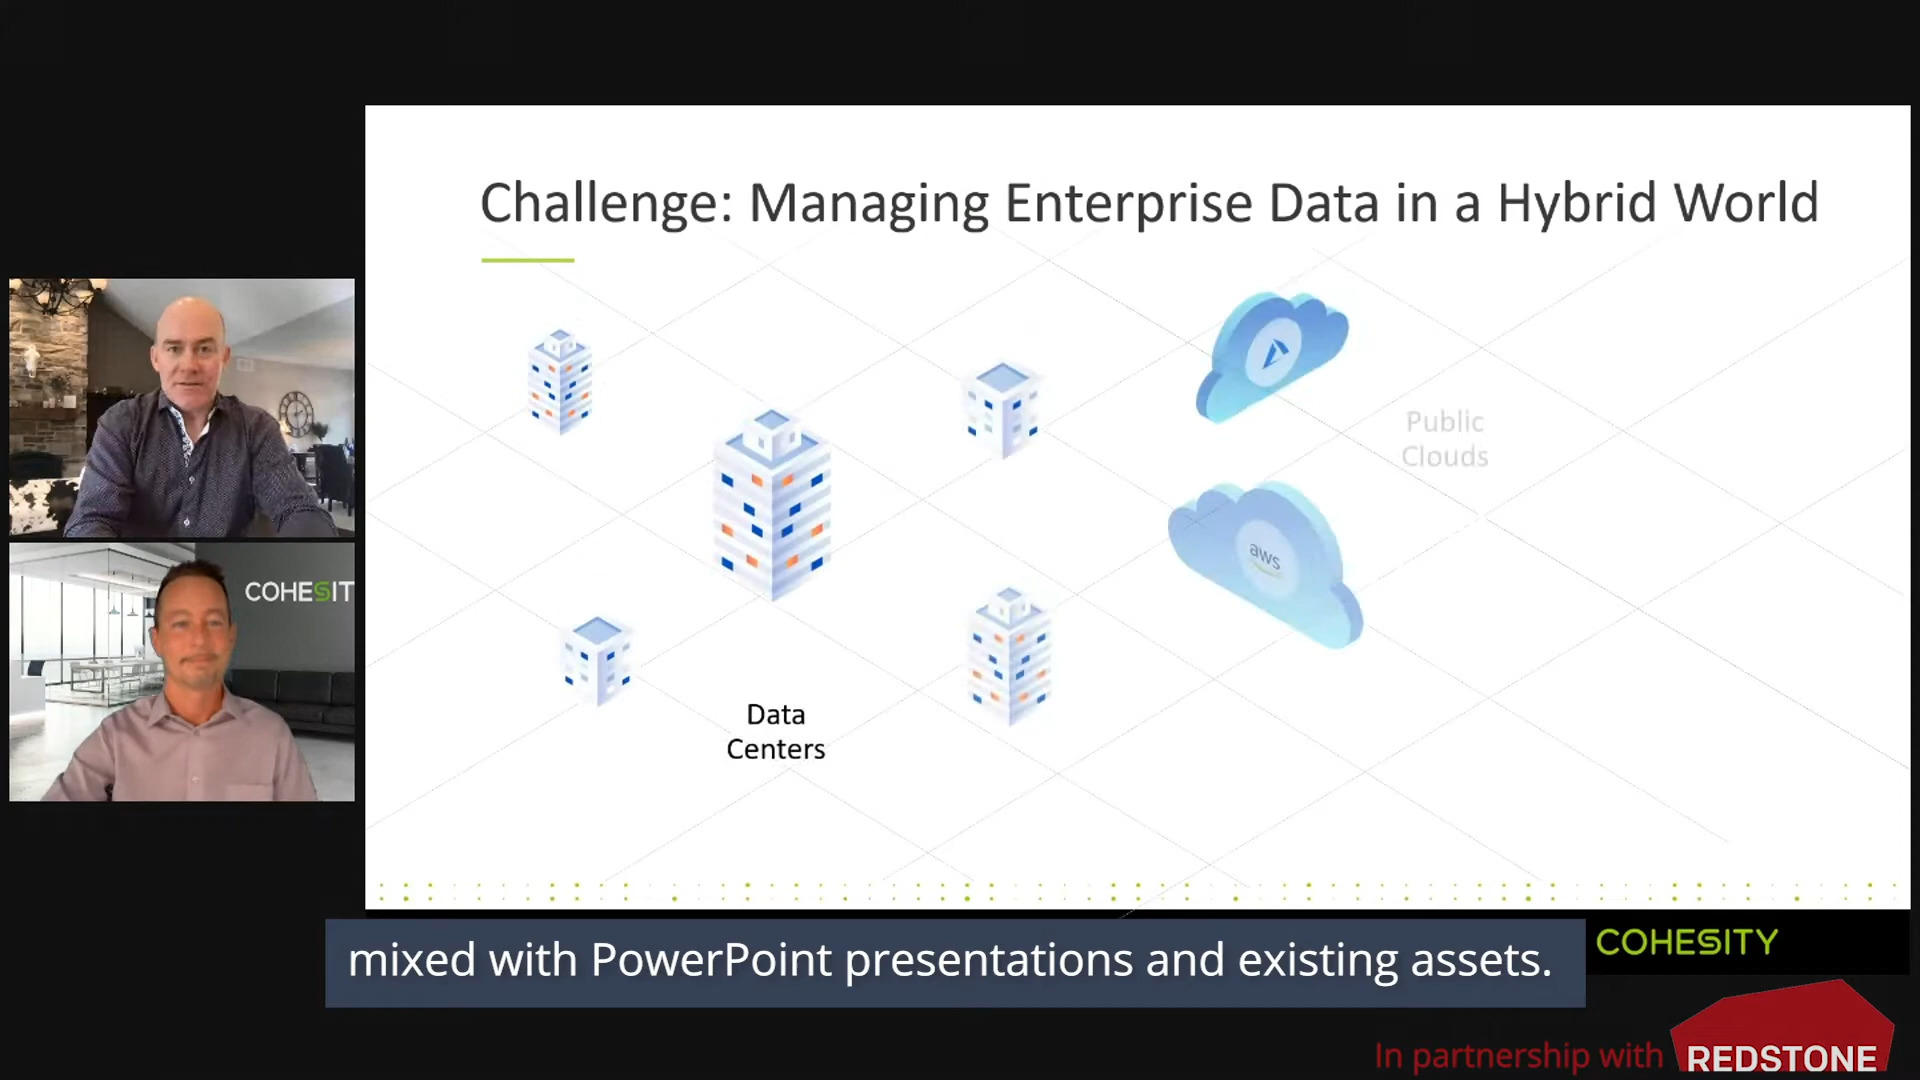 Challenge: Managing Enterprise Data in a Hybrid World
Public
Clouds
aws
COHESIT
Data
Centers
mixed with PowerPoint presentations and existing assets.
COHESITY
In partnership with REDSTONE